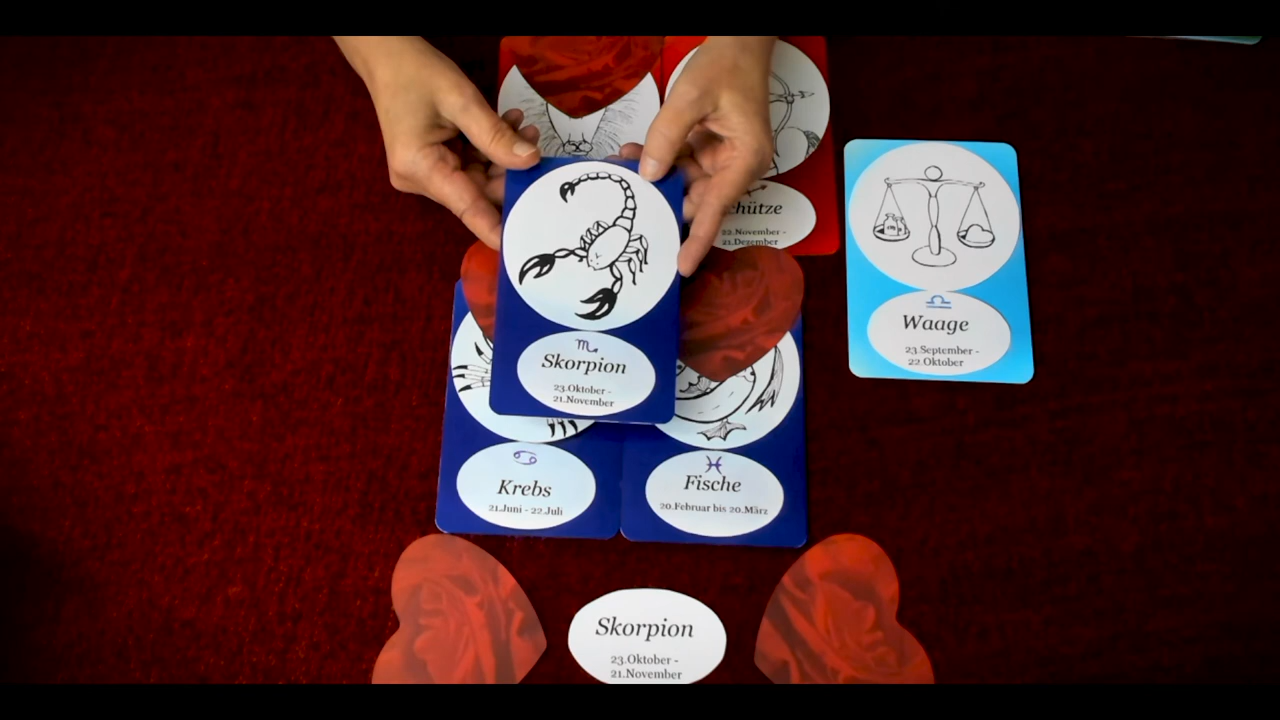 chütze
22.November -
21.Dezember
♎
Waage
23.September -
22.Oktober
♏
Skorpion
23.Oktober -
21.November
♋
Krebs
21.Juni - 22.Juli
♓
Fische
20.Februar bis 20.März
Skorpion
23.Oktober -
21.November